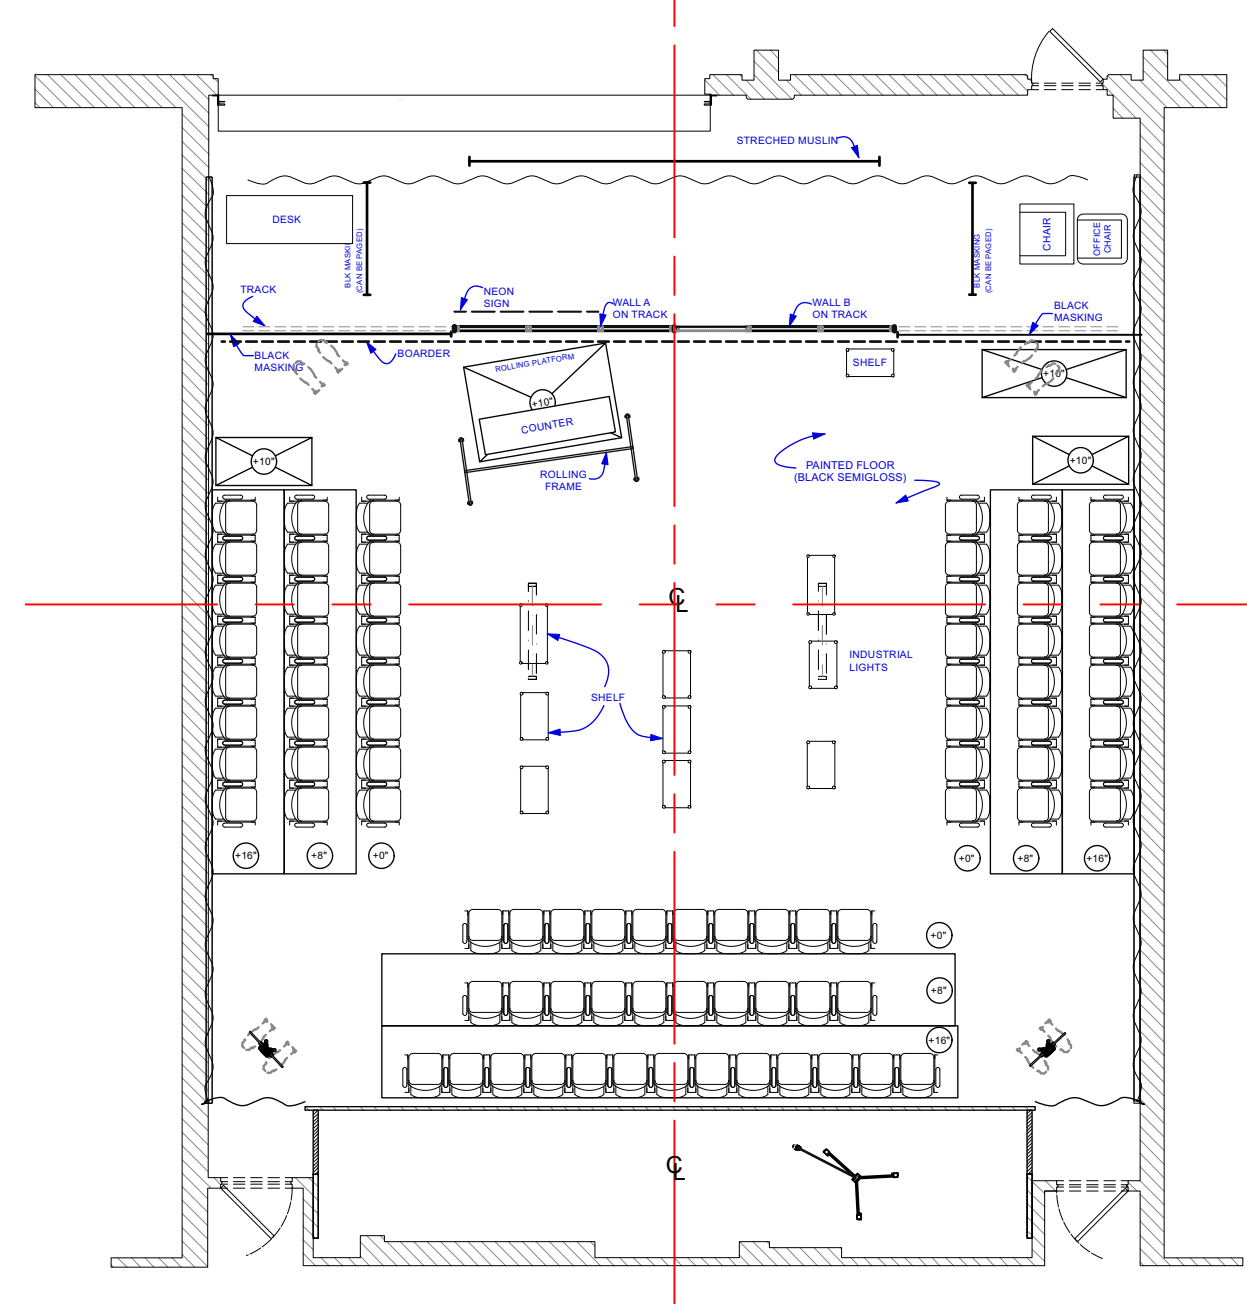 STRECHED MUSLIN
DESK
BLK MASKING
(CAN BE PAGED)
BLK MASKING
(CAN BE PAGED)
CHAIR
OFFICE
CHAIR
TRACK
NEON
SIGN
WALL A
ON TRACK
WALL B
ON TRACK
BLACK
MASKING
BLACK
MASKING
BOARDER
ROLLING PLATFORM
SHELF
+10"
+10"
COUNTER
+10"
+10"
ROLLING
FRAME
PAINTED FLOOR
(BLACK SEMIGLOSS)
CL
INDUSTRIAL
LIGHTS
SHELF
+16"
+8"
+0"
+0"
+8"
+16"
+0"
+8"
+16"
CL